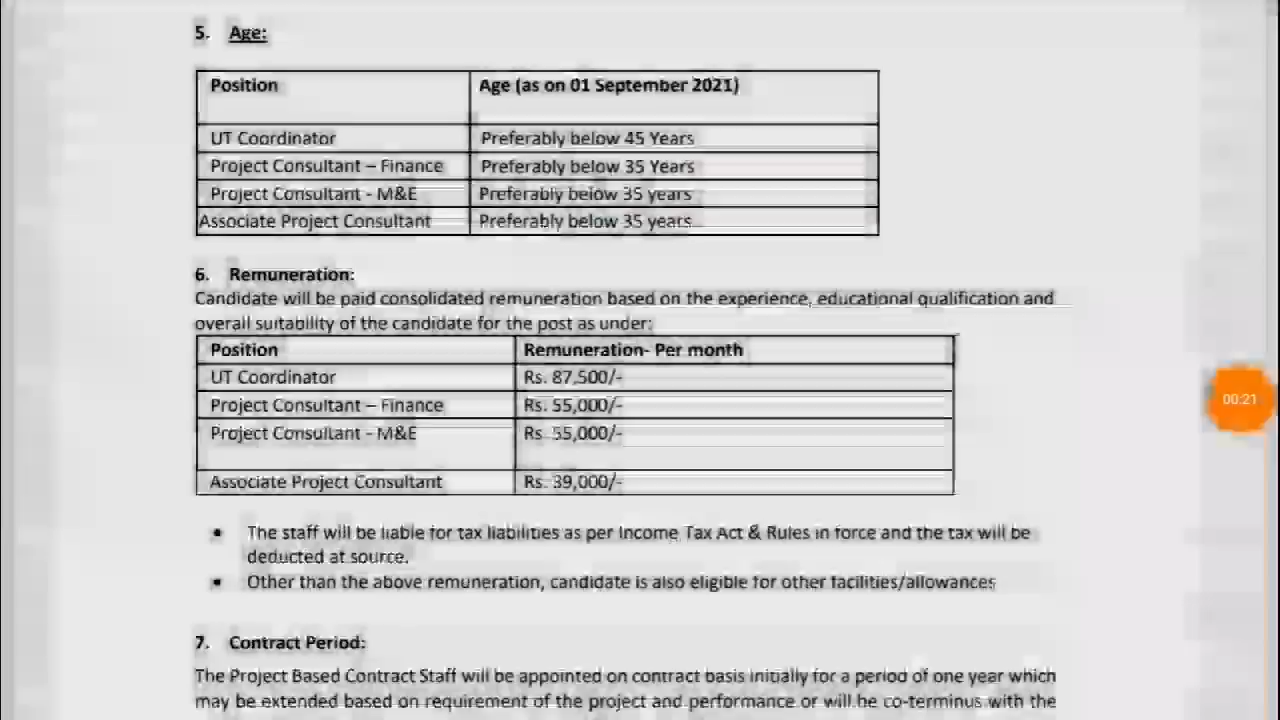 5. Age:
Position Age (as on 01 September 2021)
UT Coordinator Preferably below 45 Years
Project Consultant – Finance Preferably below 35 Years
Project Consultant - M&E Preferably below 35 years
Associate Project Consultant Preferably below 35 years
6. Remuneration:
Candidate will be paid consolidated remuneration based on the experience, educational qualification and
overall suitability of the candidate for the post as under:
Position Remuneration- Per month
UT Coordinator Rs. 87,500/-
Project Consultant – Finance Rs. 55,000/-
Project Consultant - M&E Rs. 55,000/-
Associate Project Consultant Rs. 39,000/-
• The staff will be liable for tax liabilities as per Income Tax Act & Rules in force and the tax will be
deducted at source.
• Other than the above remuneration, candidate is also eligible for other facilities/allowances
7. Contract Period:
The Project Based Contract Staff will be appointed on contract basis initially for a period of one year which
may be extended based on requirement of the project and performance or will be co-terminus with the
00:21